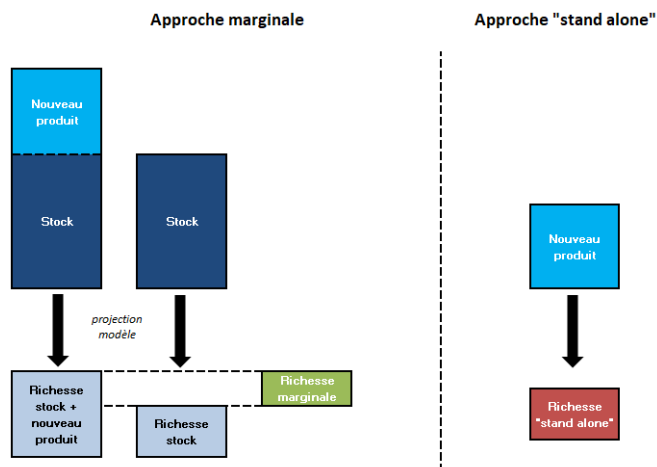 Approche marginale
Approche "stand alone"
Nouveau
produit
Stock
Stock
Nouveau
produit
projection
modèle
Richesse
stock +
nouveau
produit
Richesse
stock
Richesse
marginale
Richesse
"stand alone"